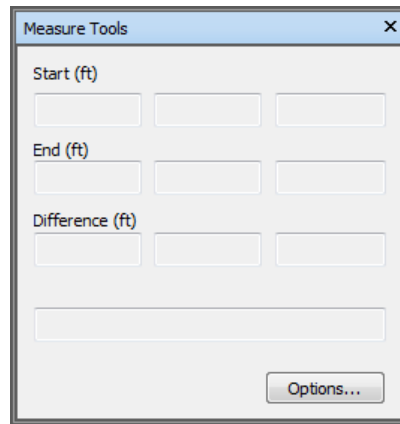 Measure Tools
Start (ft)
End (ft)
Difference (ft)
Options...